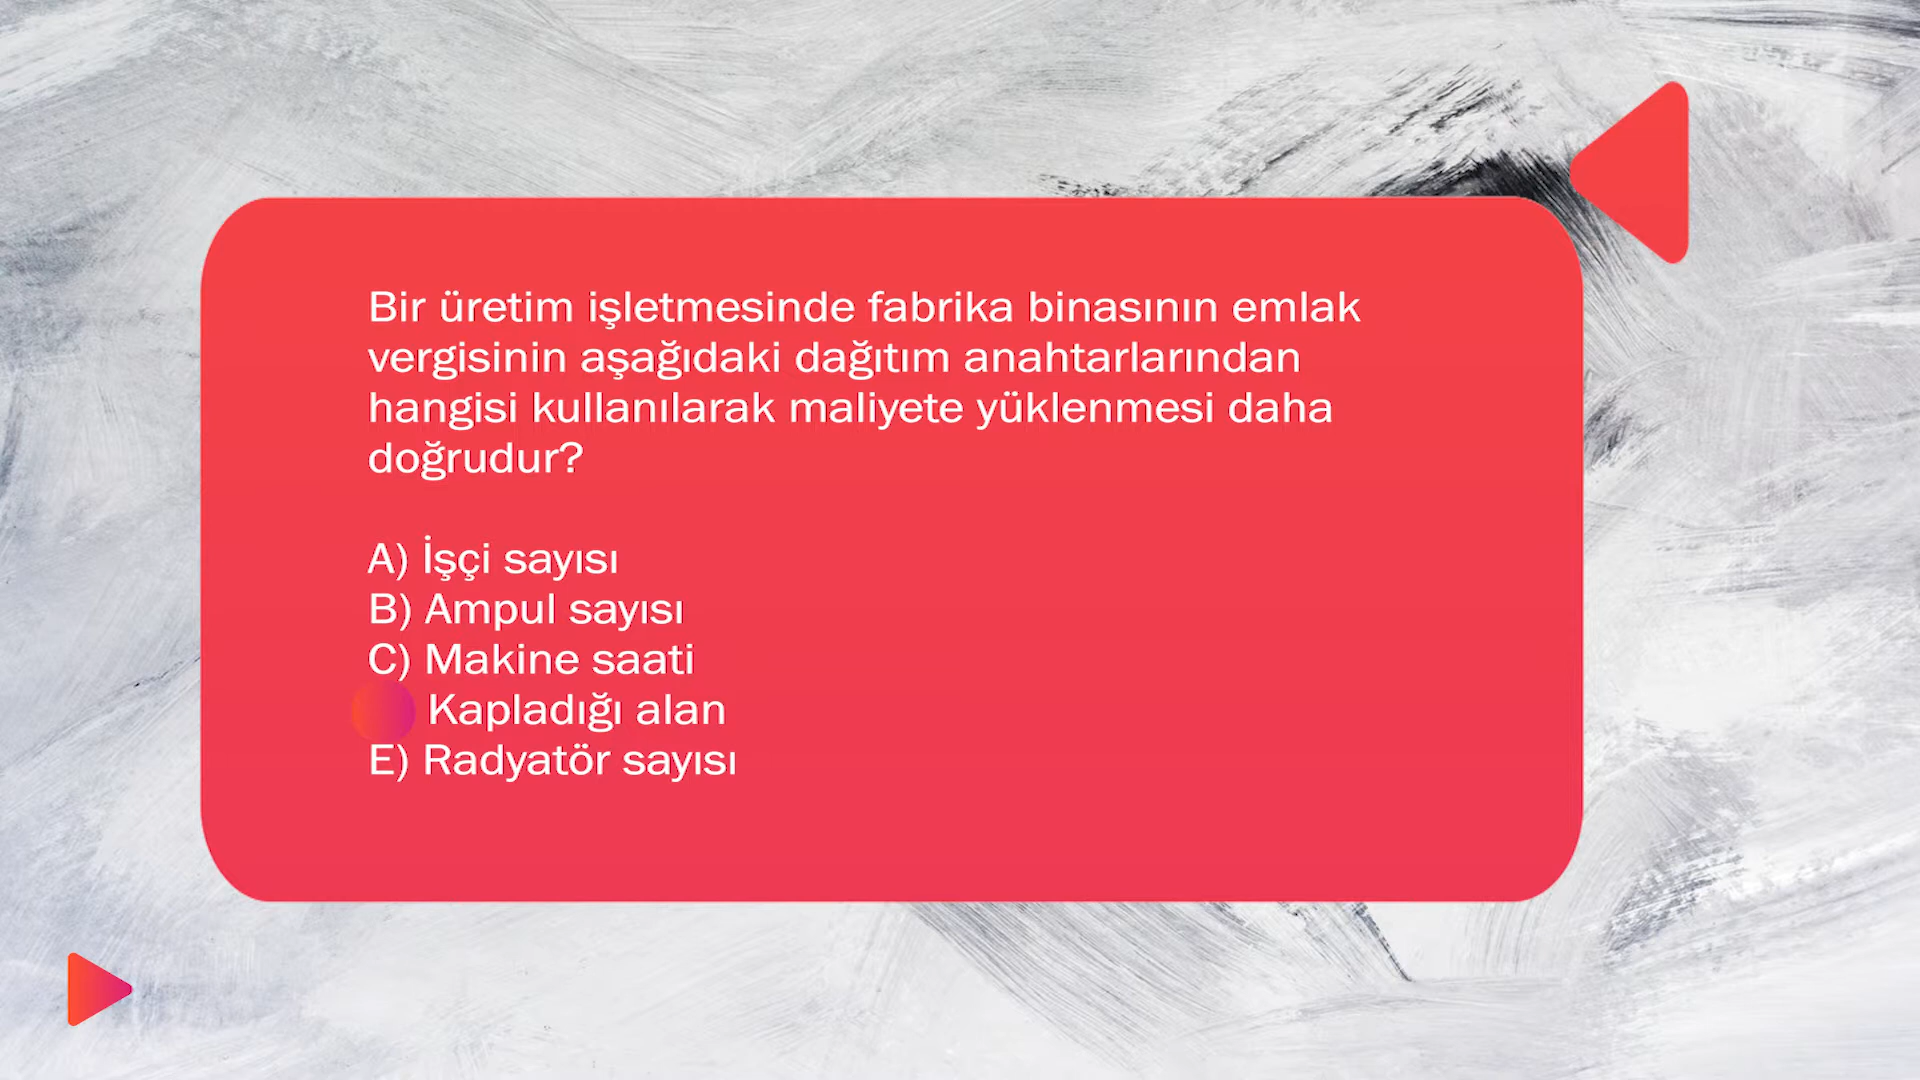 Bir üretim işletmesinde fabrika binasının emlak
vergisinin aşağıdaki dağıtım anahtarlarından
hangisi kullanılarak maliyete yüklenmesi daha
doğrudur?
A) İşçi sayısı
B) Ampul sayısı
C) Makine saati
Kapladığı alan
E) Radyatör sayısı